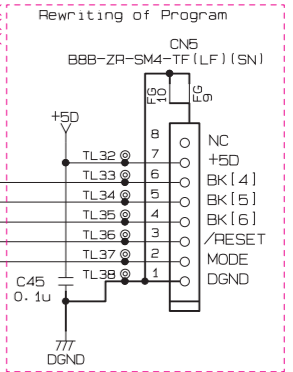 Rewriting of Program
CN5
B8B-ZR-SM4-TF(LF)(SN)
FG
10
FG
9
+5D
8 NC
TL32 7 +5D
TL33 6 BK[4]
TL34 5 BK[5]
TL35 4 BK[6]
TL36 3 /RESET
TL37 2 MODE
TL38 1 DGND
C45
0.1u
DGND